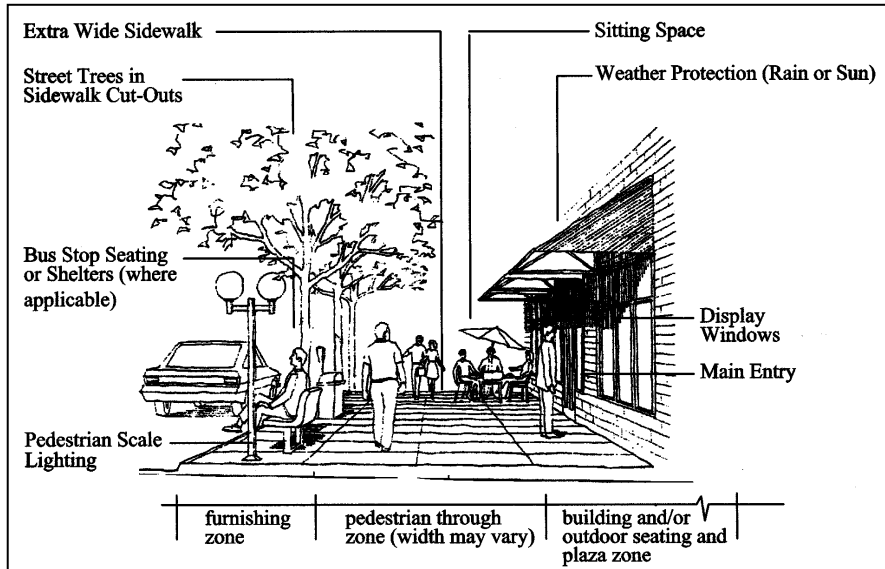 Extra Wide Sidewalk
Street Trees in
Sidewalk Cut-Outs
Bus Stop Seating
or Shelters (where
applicable)
Pedestrian Scale
Lighting
Sitting Space
Weather Protection (Rain or Sun)
Display
Windows
Main Entry
furnishing
zone
pedestrian through
zone (width may vary)
building and/or
outdoor seating and
plaza zone